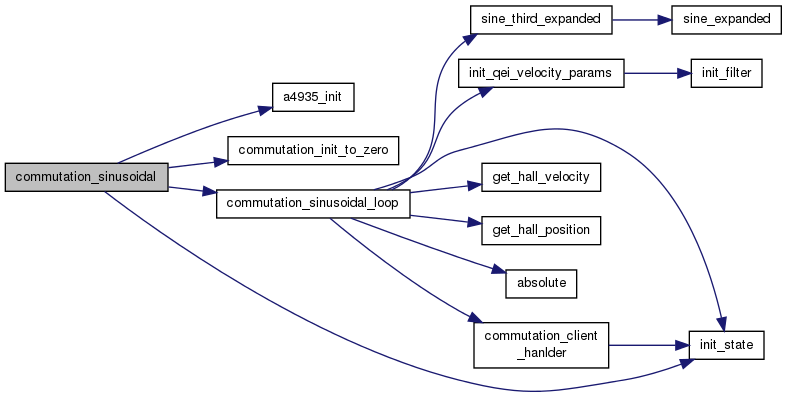 sine_third_expanded
sine_expanded
init_qei_velocity_params
init_filter
a4935_init
commutation_init_to_zero
commutation_sinusoidal
get_hall_velocity
commutation_sinusoidal_loop
get_hall_position
absolute
commutation_client
_hanlder
init_state